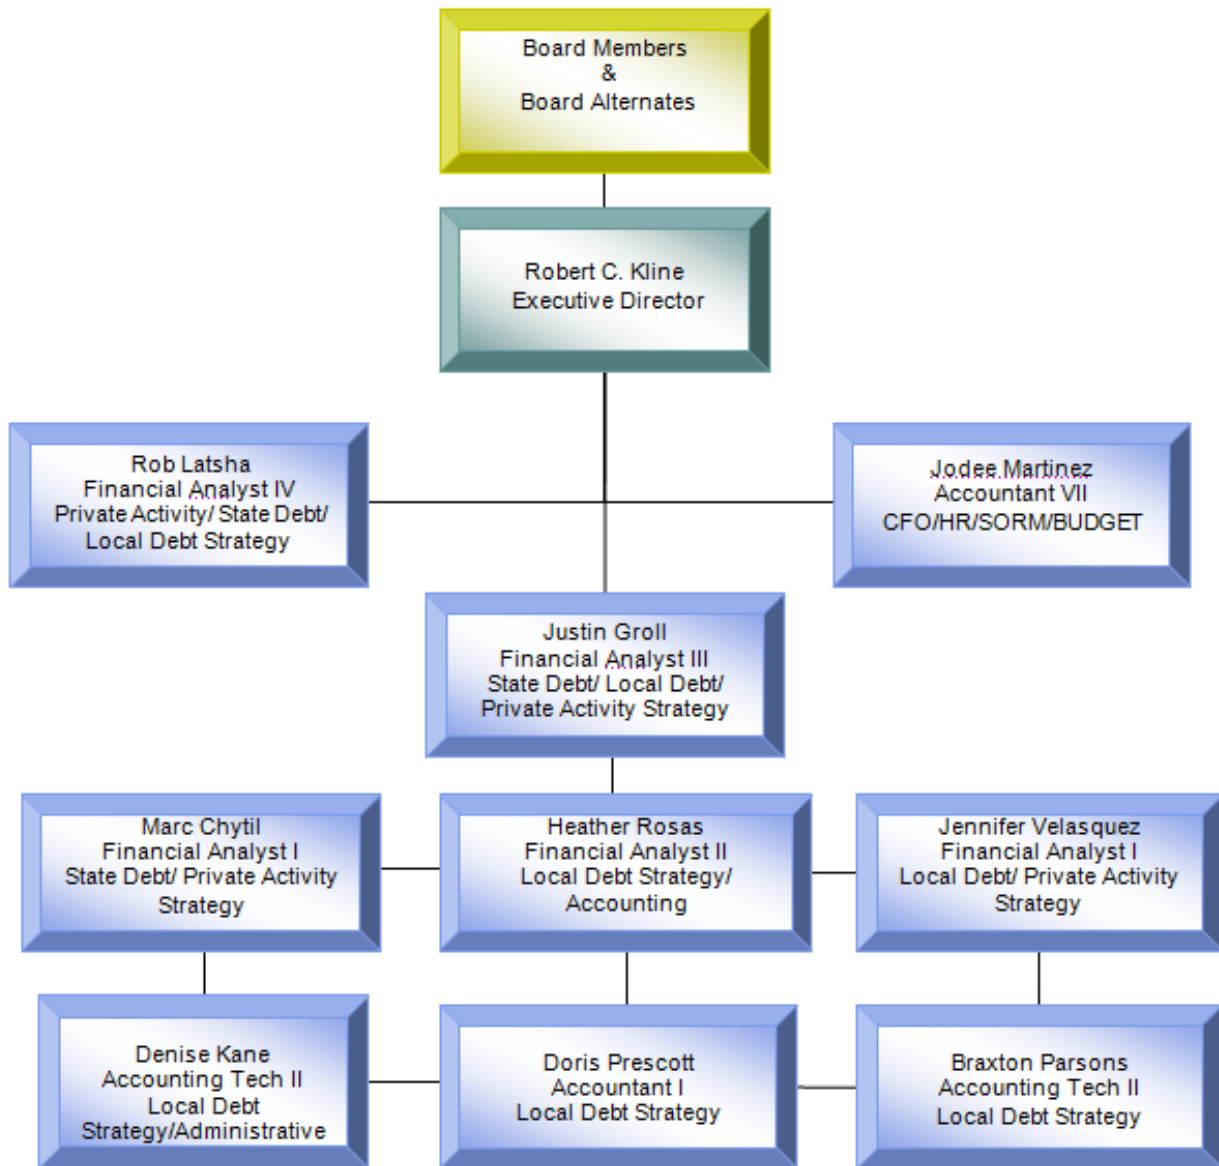 Board Members
&
Board Alternates
Robert C. Kline
Executive Director
Rob Latsha
Financial Analyst IV
Private Activity/ State Debt/
Local Debt Strategy
Jodee Martinez
Accountant VII
CFO/HR/SORM/BUDGET
Justin Groll
Financial Analyst III
State Debt/ Local Debt/
Private Activity Strategy
Marc Chytil
Financial Analyst I
State Debt/ Private Activity
Strategy
Heather Rosas
Financial Analyst II
Local Debt Strategy/
Accounting
Jennifer Velasquez
Financial Analyst I
Local Debt/ Private Activity
Strategy
Denise Kane
Accounting Tech II
Local Debt
Strategy/Administrative
Doris Prescott
Accountant I
Local Debt Strategy
Braxton Parsons
Accounting Tech II
Local Debt Strategy